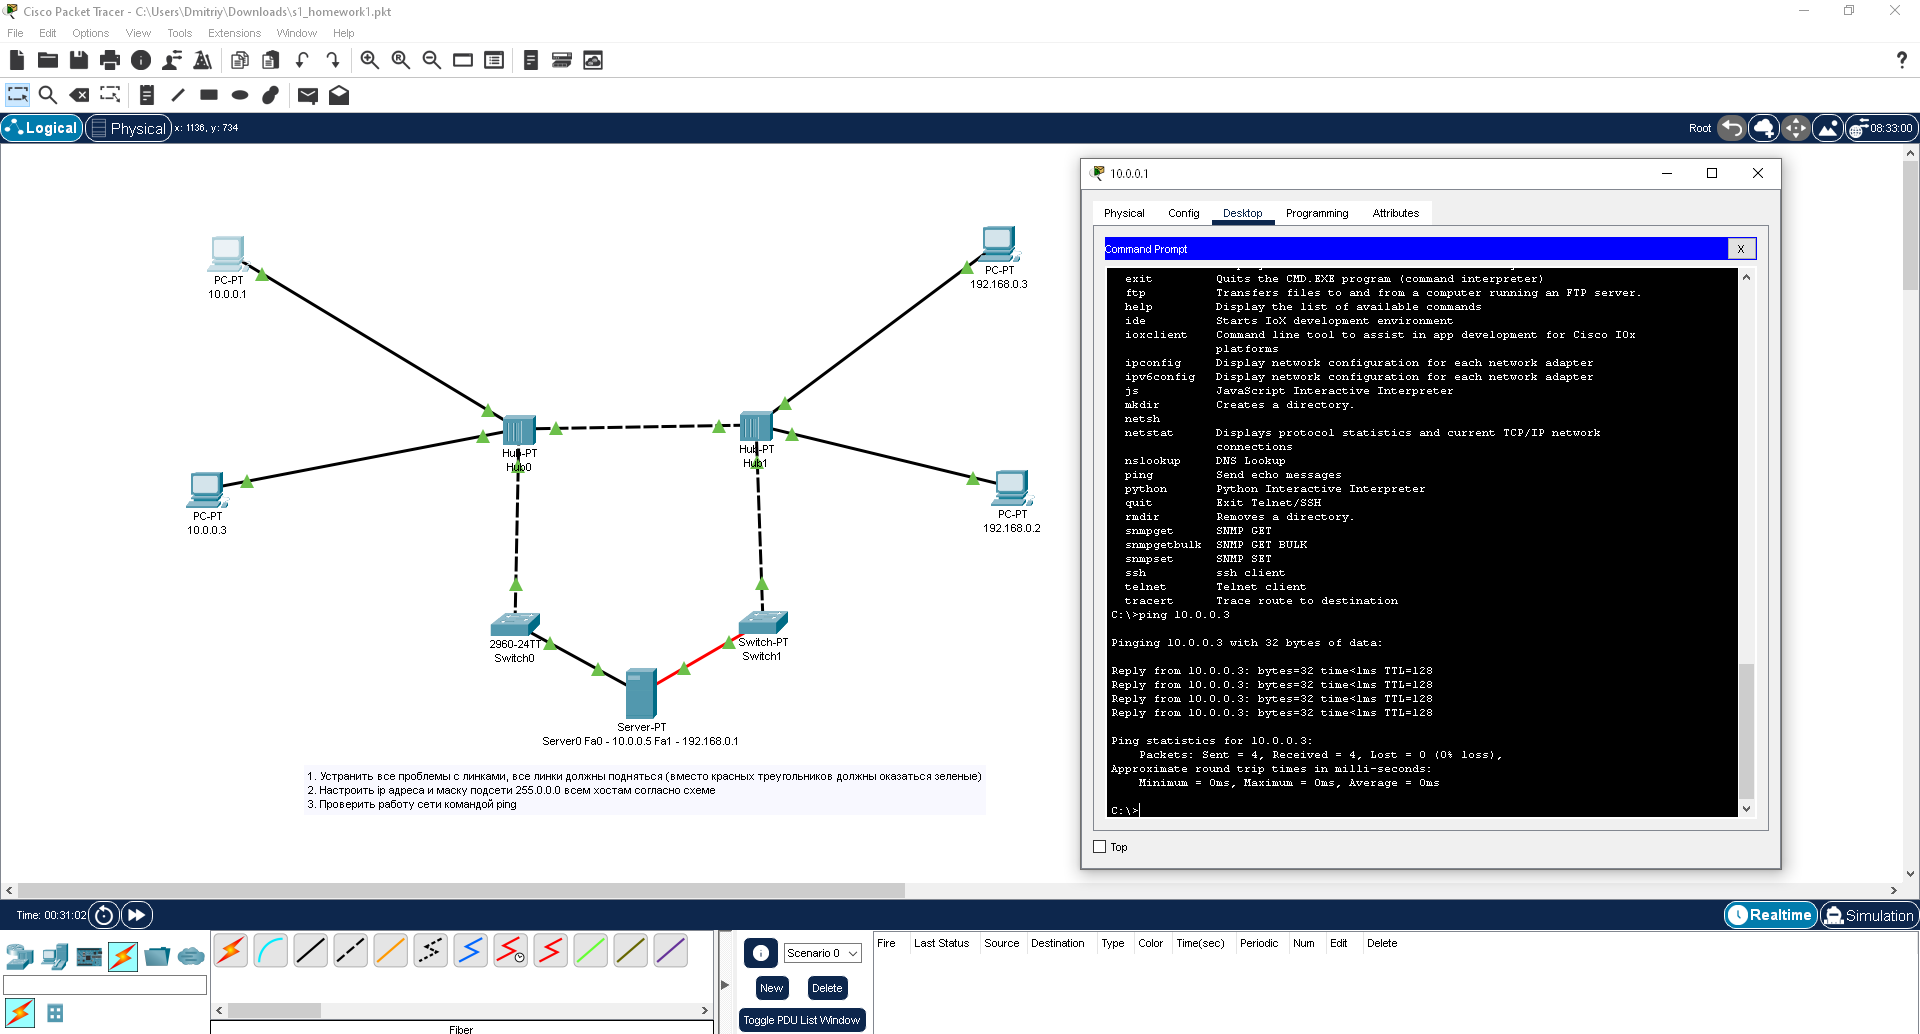 Cisco Packet Tracer - C:\Users\Dmitriy\Downloads\s1_homework1.pkt
File Edit Options View Tools Extensions Window Help
Logical Physical x: 1136, y: 734 Root 08:33:00
PC-PT
10.0.0.1
PC-PT
192.168.0.3
Hub-PT
Hub0
Hub-PT
Hub1
PC-PT
10.0.0.3
PC-PT
192.168.0.2
2960-24TT
Switch0
Switch-PT
Switch1
Server-PT
Server0 Fa0 - 10.0.0.5 Fa1 - 192.168.0.1
1. Устранить все проблемы с линками, все линки должны подняться (вместо красных треугольников должны оказаться зеленые)
2. Настроить ip адреса и маску подсети 255.0.0.0 всем хостам согласно схеме
3. Проверить работу сети командой ping
10.0.0.1
Physical Config Desktop Programming Attributes
Command Prompt X
exit Quits the CMD.EXE program (command interpreter)
ftp Transfers files to and from a computer running an FTP server.
help Display the list of available commands
ide Starts IoX development environment
ioxclient Command line tool to assist in app development for Cisco IOx
platforms
ipconfig Display network configuration for each network adapter
ipv6config Display network configuration for each network adapter
js JavaScript Interactive Interpreter
mkdir Creates a directory.
netsh
netstat Displays protocol statistics and current TCP/IP network
connections
nslookup DNS Lookup
ping Send echo messages
python Python Interactive Interpreter
quit Exit Telnet/SSH
rmdir Removes a directory.
snmpget SNMP GET
snmpgetbulk SNMP GET BULK
snmpset SNMP SET
ssh ssh client
telnet Telnet client
tracert Trace route to destination
C:\>ping 10.0.0.3
Pinging 10.0.0.3 with 32 bytes of data:
Reply from 10.0.0.3: bytes=32 time<1ms TTL=128
Reply from 10.0.0.3: bytes=32 time<1ms TTL=128
Reply from 10.0.0.3: bytes=32 time<1ms TTL=128
Reply from 10.0.0.3: bytes=32 time<1ms TTL=128
Ping statistics for 10.0.0.3:
Packets: Sent = 4, Received = 4, Lost = 0 (0% loss),
Approximate round trip times in milli-seconds:
Minimum = 0ms, Maximum = 0ms, Average = 0ms
C:\>
Top
Time: 00:31:02 Realtime Simulation
Scenario 0
New Delete
Toggle PDU List Window
Fire Last Status Source Destination Type Color Time(sec) Periodic Num Edit Delete
Fiber